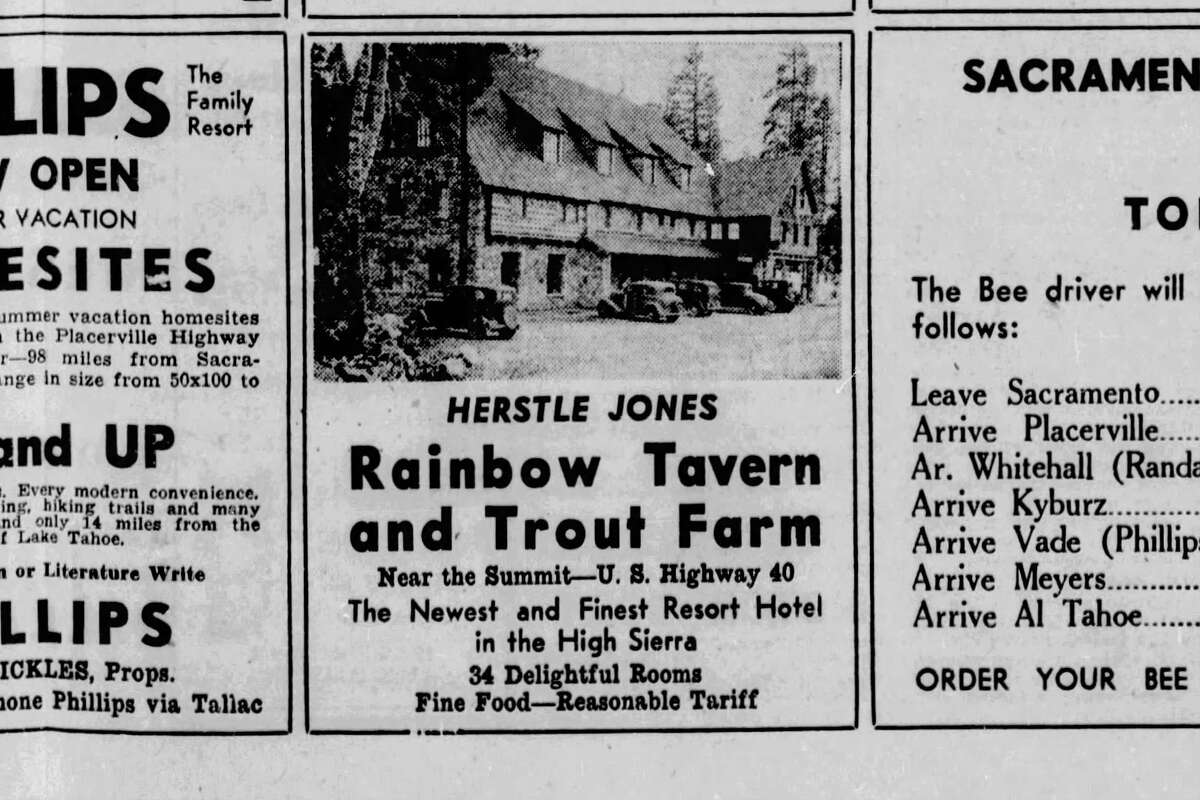 LIPS
The
Family
Resort
OPEN
VACATION
ESITES
ummer vacation homesites
the Placerville Highway
r—98 miles from Sacra-
nge in size from 50x100 to
and UP
Every modern convenience.
ing, hiking trails and many
nd only 14 miles from the
f Lake Tahoe.
n or Literature Write
LLIPS
ICKLES, Props.
hone Phillips via Tallac
HERSTLE JONES
Rainbow Tavern
and Trout Farm
Near the Summit—U. S. Highway 40
The Newest and Finest Resort Hotel
in the High Sierra
34 Delightful Rooms
Fine Food—Reasonable Tariff
SACRAMEN
TO
The Bee driver will
follows:
Leave Sacramento.....
Arrive Placerville.....
Ar. Whitehall (Randa
Arrive Kyburz..........
Arrive Vade (Phillips
Arrive Meyers..........
Arrive Al Tahoe.......
ORDER YOUR BEE